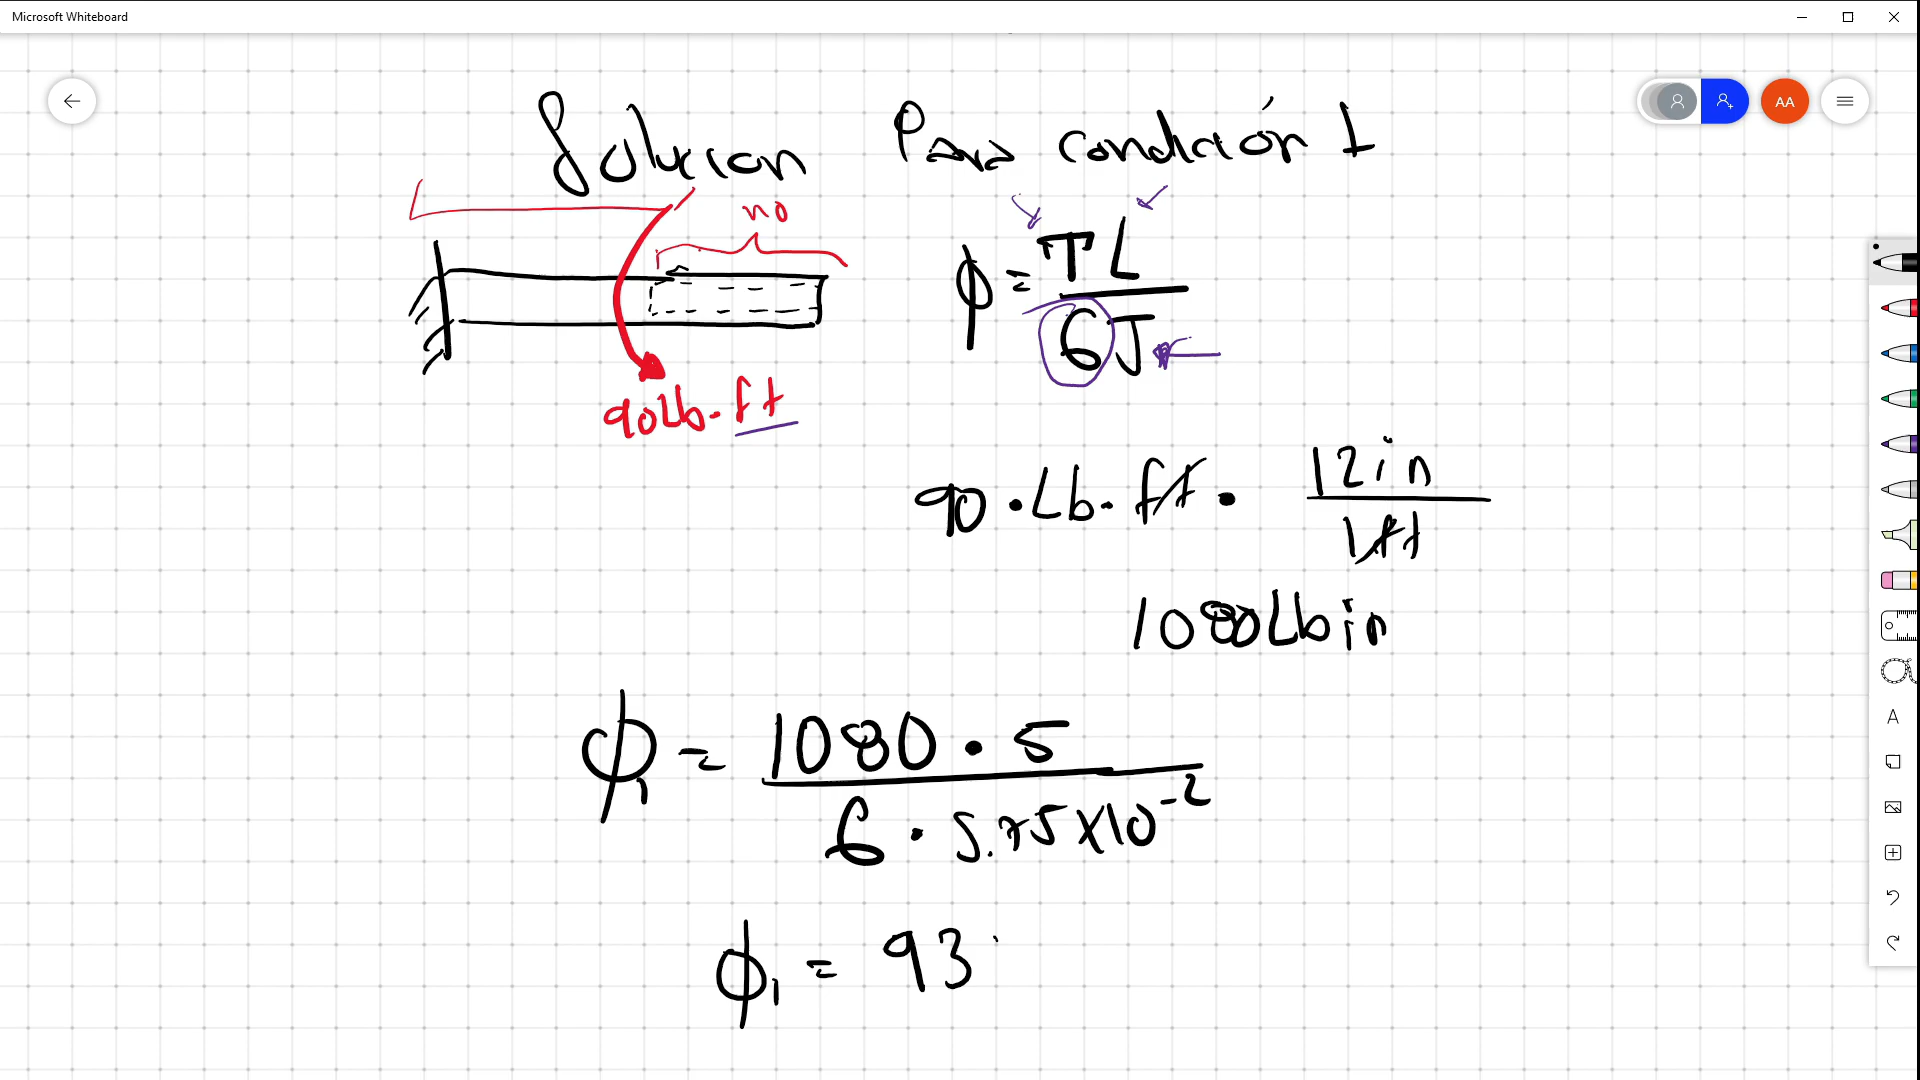 Microsoft Whiteboard
Solucion Para condición 1
AA
no
φ = TL
GJ
90Lb·ft
90·Lb·ft· 12in
1ft
1080Lbin
φ1 = 1080·5
G·5.75x10^-2
φ1 = 93
A